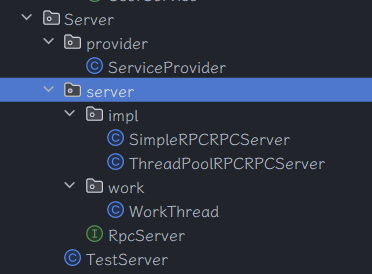 Server
provider
ServiceProvider
server
impl
SimpleRPCRPCServer
ThreadPoolRPCRPCServer
work
WorkThread
RpcServer
TestServer